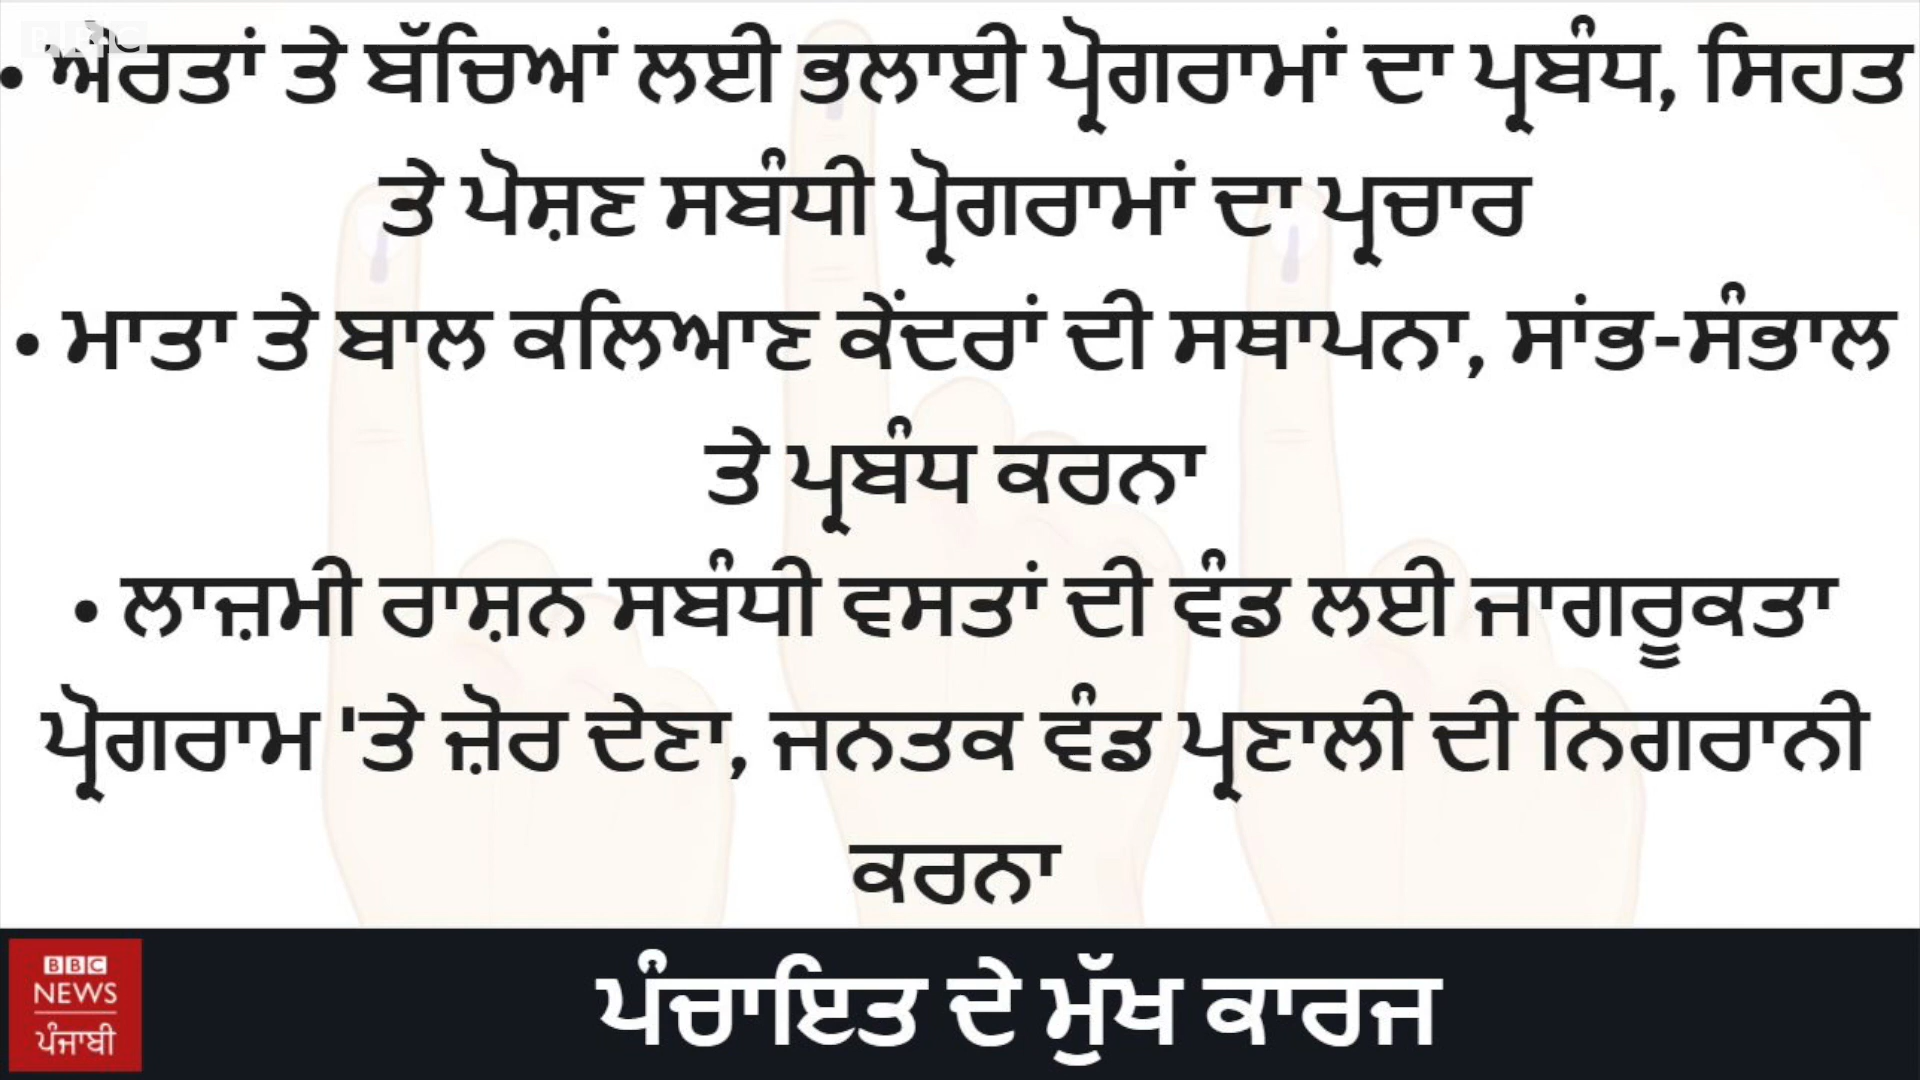 BBC
• ਔਰਤਾਂ ਤੇ ਬੱਚਿਆਂ ਲਈ ਭਲਾਈ ਪ੍ਰੋਗਰਾਮਾਂ ਦਾ ਪ੍ਰਬੰਧ, ਸਿਹਤ
ਤੇ ਪੋਸ਼ਣ ਸਬੰਧੀ ਪ੍ਰੋਗਰਾਮਾਂ ਦਾ ਪ੍ਰਚਾਰ
• ਮਾਤਾ ਤੇ ਬਾਲ ਕਲਿਆਣ ਕੇਂਦਰਾਂ ਦੀ ਸਥਾਪਨਾ, ਸਾਂਭ-ਸੰਭਾਲ
ਤੇ ਪ੍ਰਬੰਧ ਕਰਨਾ
• ਲਾਜ਼ਮੀ ਰਾਸ਼ਨ ਸਬੰਧੀ ਵਸਤਾਂ ਦੀ ਵੰਡ ਲਈ ਜਾਗਰੂਕਤਾ
ਪ੍ਰੋਗਰਾਮ 'ਤੇ ਜ਼ੋਰ ਦੇਣਾ, ਜਨਤਕ ਵੰਡ ਪ੍ਰਣਾਲੀ ਦੀ ਨਿਗਰਾਨੀ
ਕਰਨਾ
BBC
NEWS
ਪੰਜਾਬੀ
ਪੰਚਾਇਤ ਦੇ ਮੁੱਖ ਕਾਰਜ